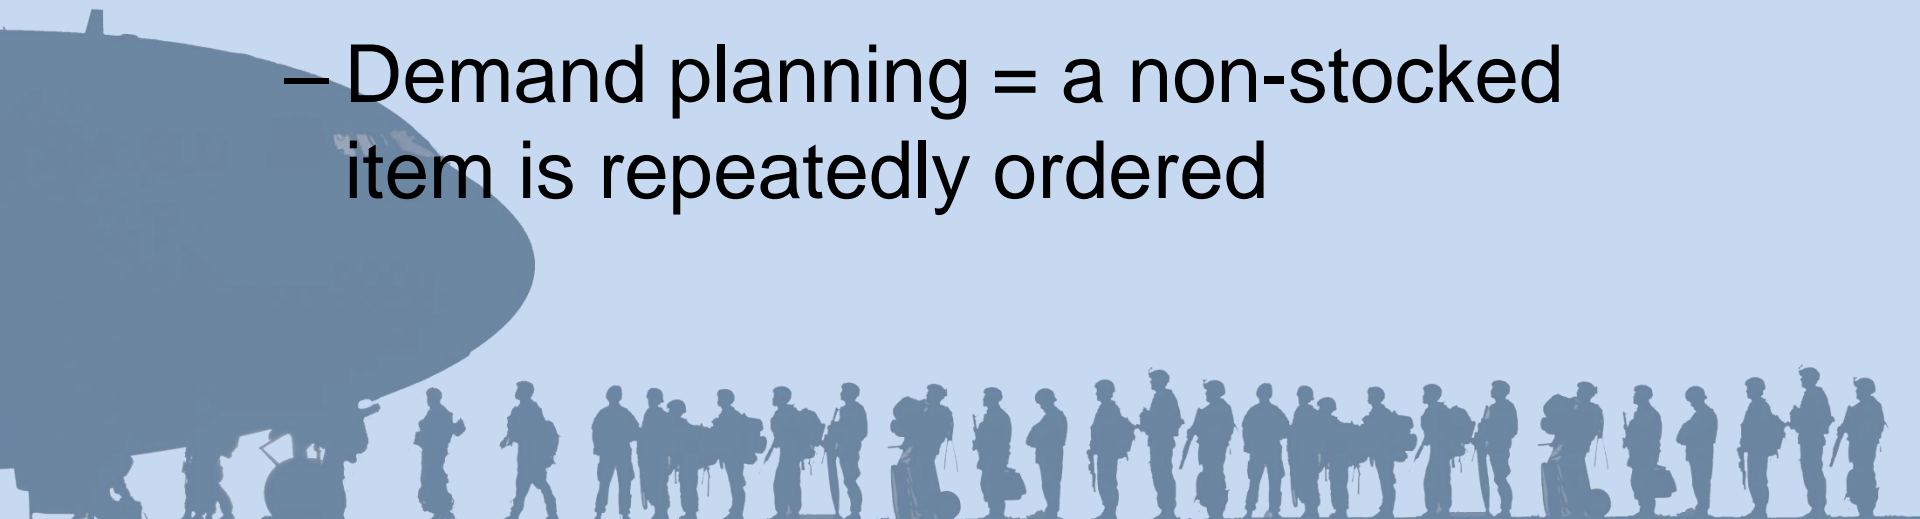 – Demand planning = a non-stocked
item is repeatedly ordered